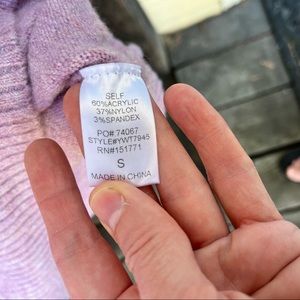 SELF
60%ACRYLIC
37%NYLON
3%SPANDEX
PO# 74067
STYLE#YWT7945
RN#151771
S
MADE IN CHINA